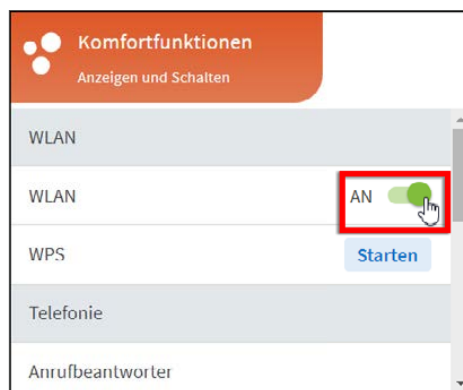 Komfortfunktionen
Anzeigen und Schalten
WLAN
WLAN AN
WPS Starten
Telefonie
Anrufbeantworter